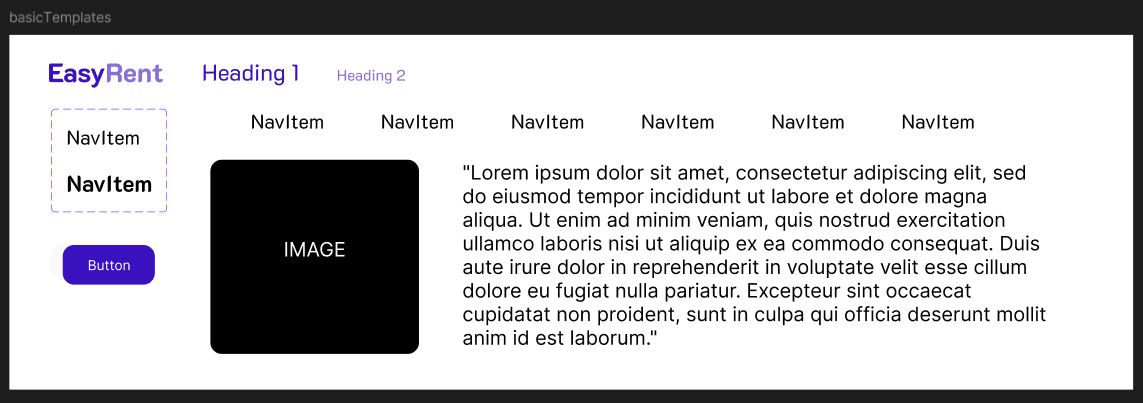 basicTemplates
EasyRent
Heading 1
Heading 2
NavItem
NavItem
Button
NavItem NavItem NavItem NavItem NavItem NavItem
IMAGE
"Lorem ipsum dolor sit amet, consectetur adipiscing elit, sed
do eiusmod tempor incididunt ut labore et dolore magna
aliqua. Ut enim ad minim veniam, quis nostrud exercitation
ullamco laboris nisi ut aliquip ex ea commodo consequat. Duis
aute irure dolor in reprehenderit in voluptate velit esse cillum
dolore eu fugiat nulla pariatur. Excepteur sint occaecat
cupidatat non proident, sunt in culpa qui officia deserunt mollit
anim id est laborum."